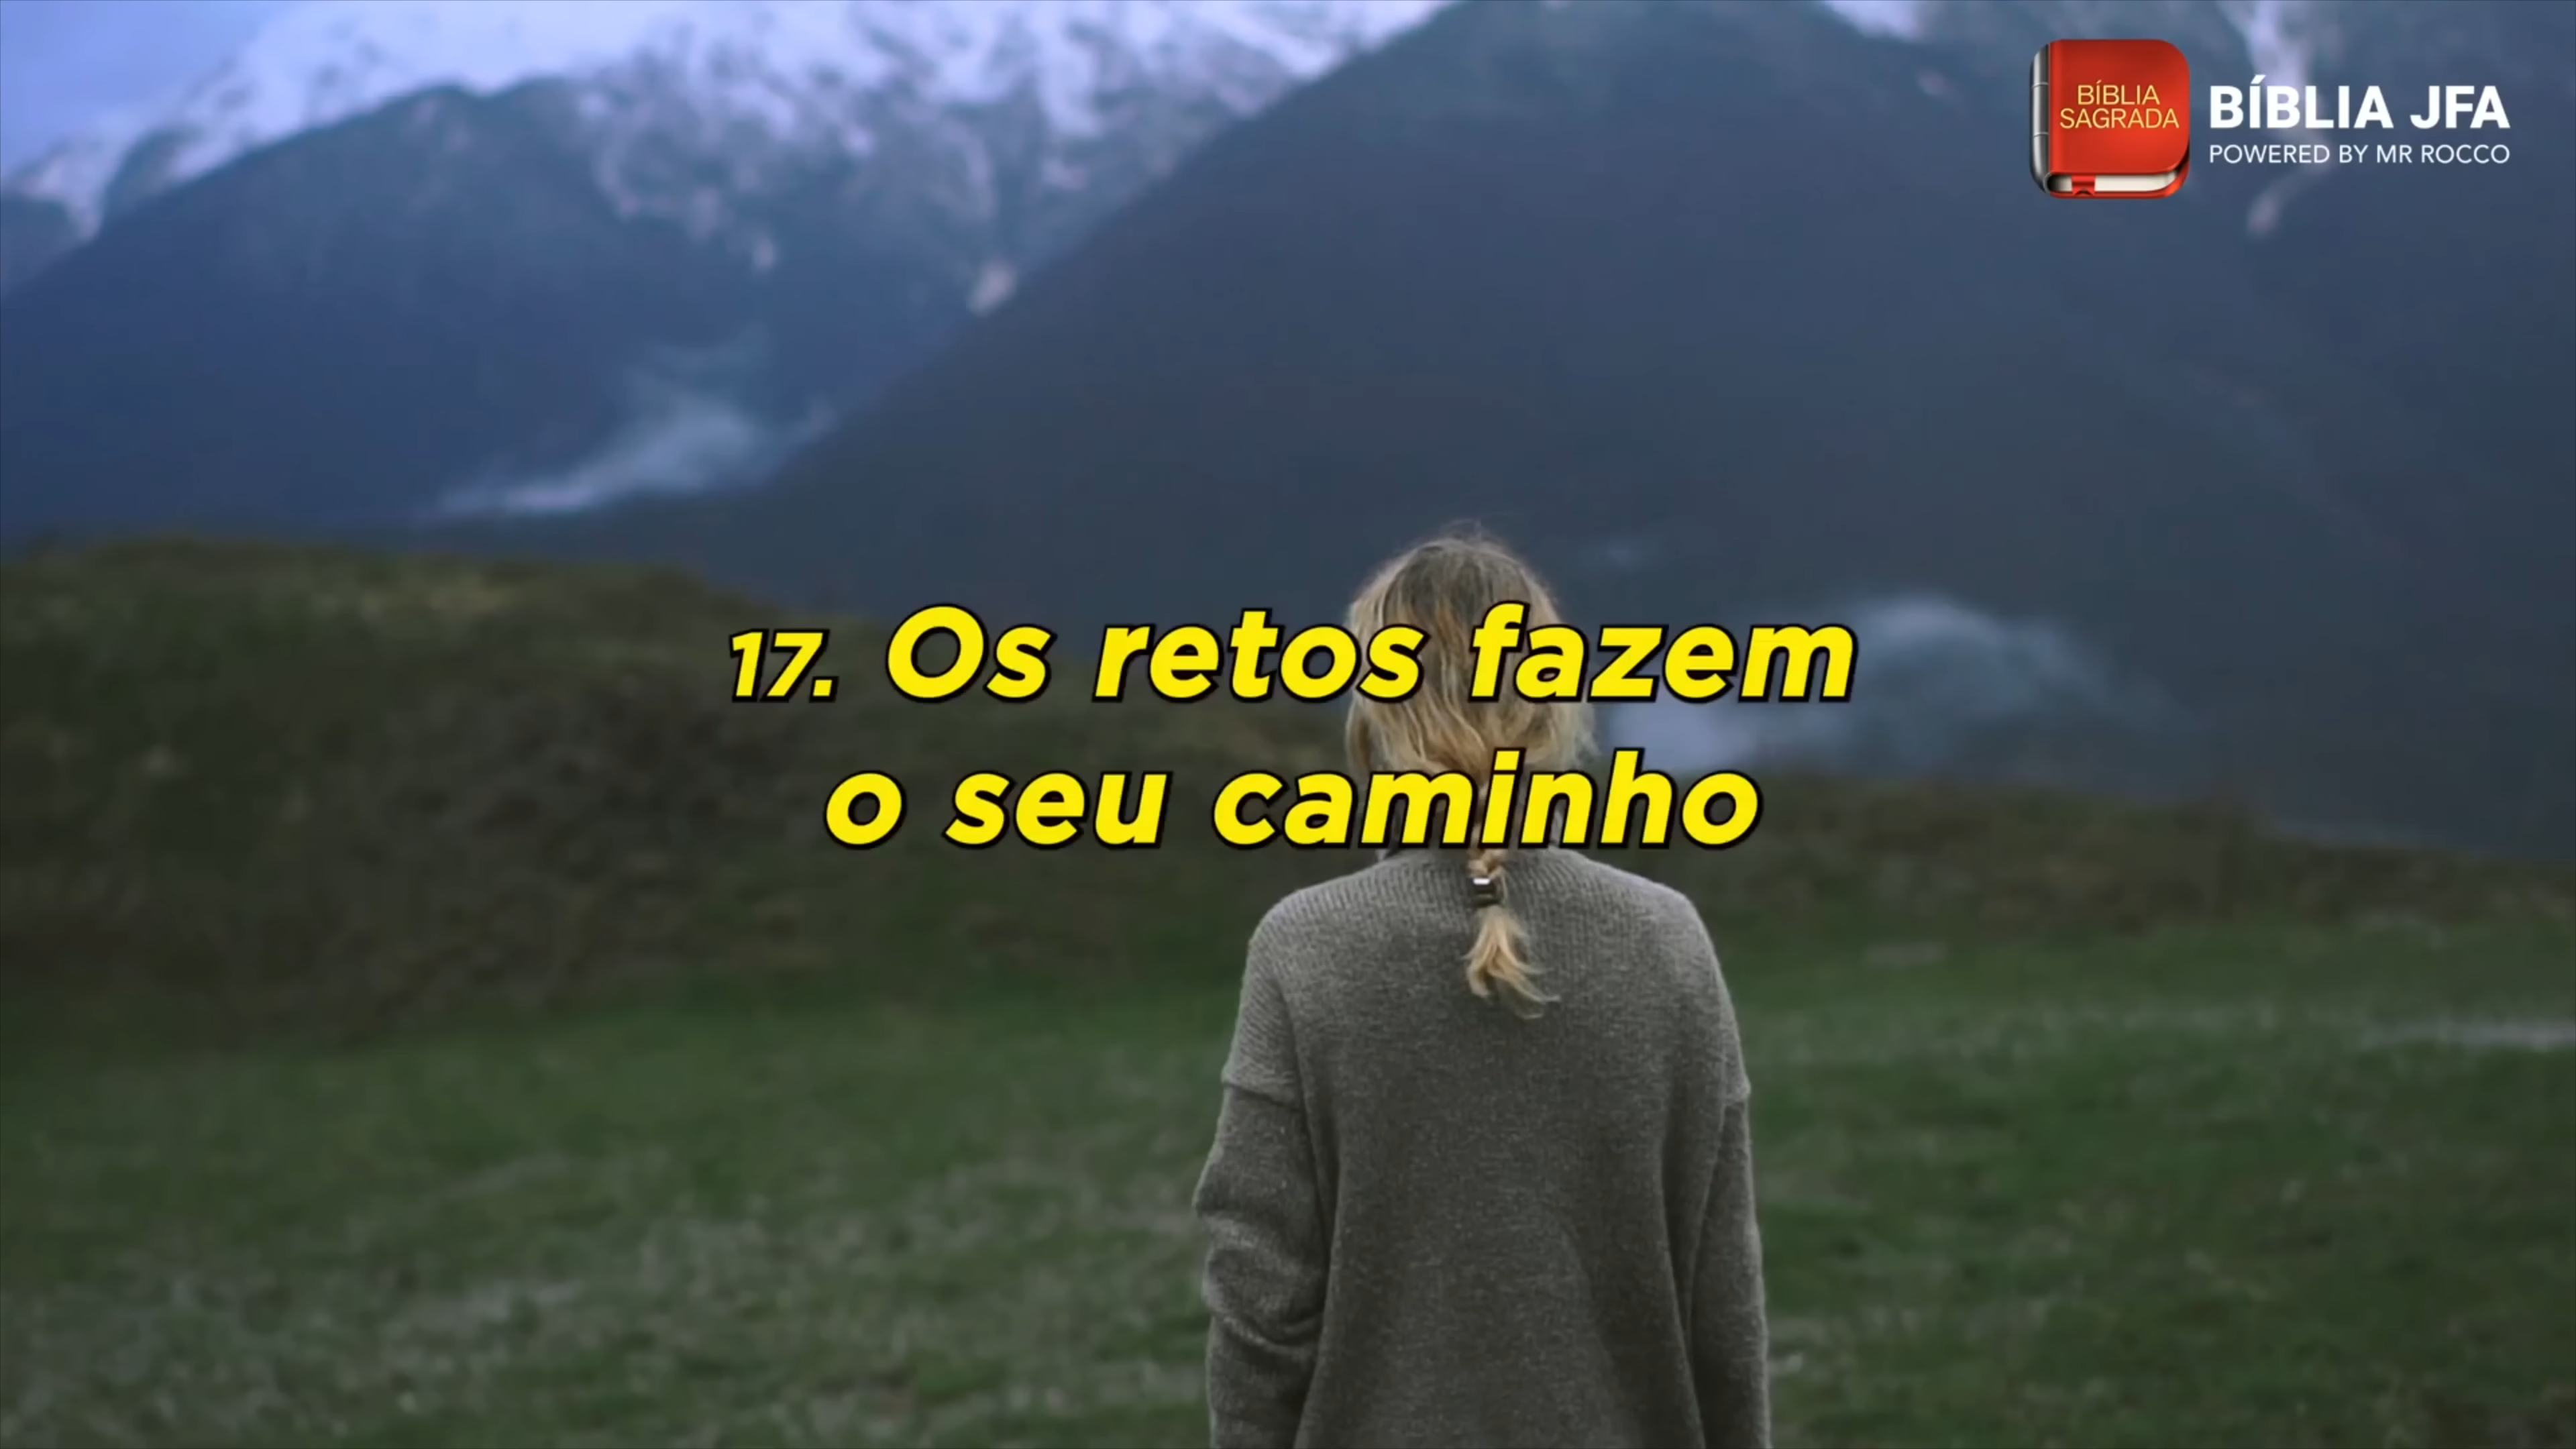 BÍBLIA
SAGRADA
BÍBLIA JFA
POWERED BY MR ROCCO
17. Os retos fazem
o seu caminho